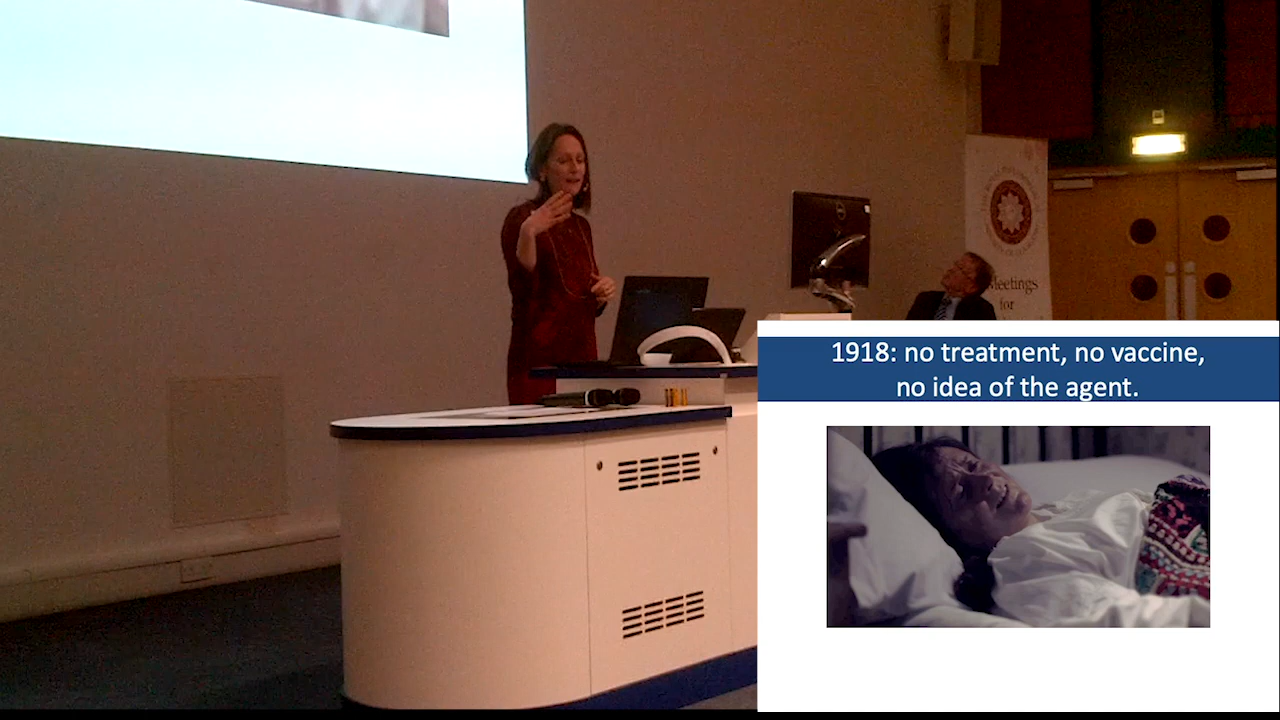 Meetings
for
1918: no treatment, no vaccine,
no idea of the agent.